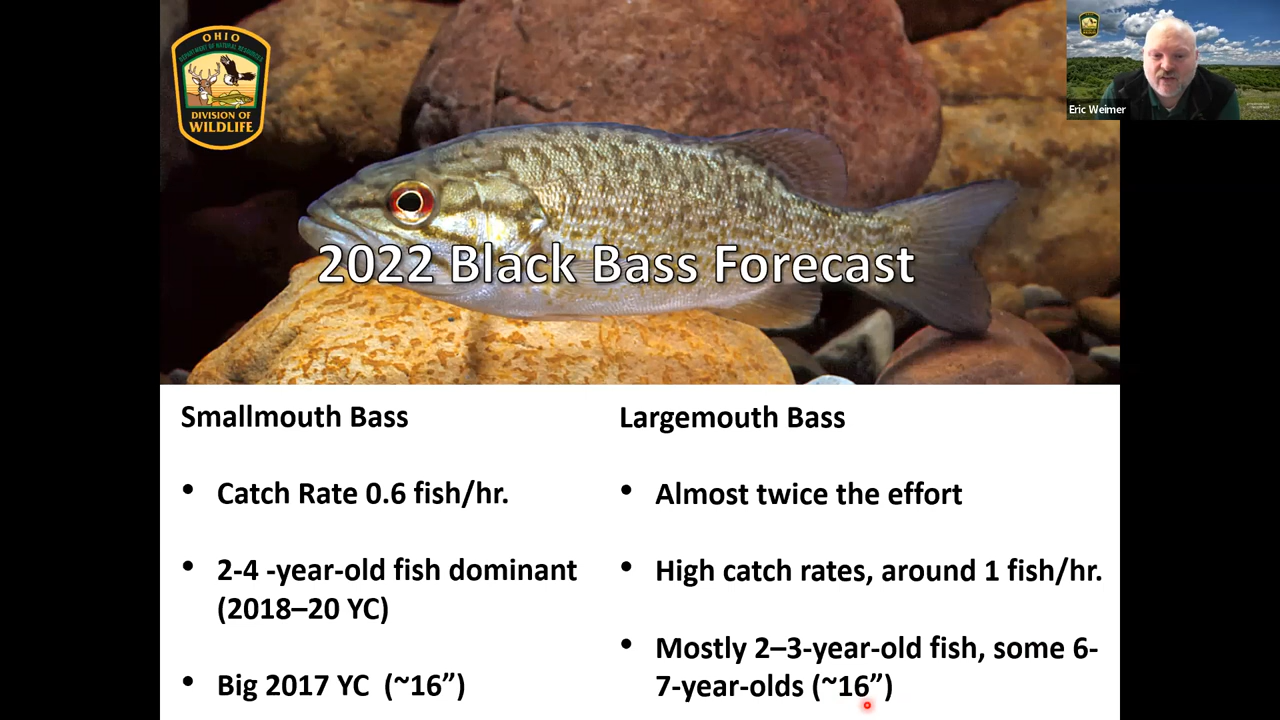 OHIO
DEPARTMENT OF NATURAL RESOURCES
DIVISION OF
WILDLIFE
Eric Weimer
2022 Black Bass Forecast
Smallmouth Bass
• Catch Rate 0.6 fish/hr.
• 2-4 -year-old fish dominant
(2018–20 YC)
• Big 2017 YC (~16”)
Largemouth Bass
• Almost twice the effort
• High catch rates, around 1 fish/hr.
• Mostly 2–3-year-old fish, some 6-
7-year-olds (~16”)